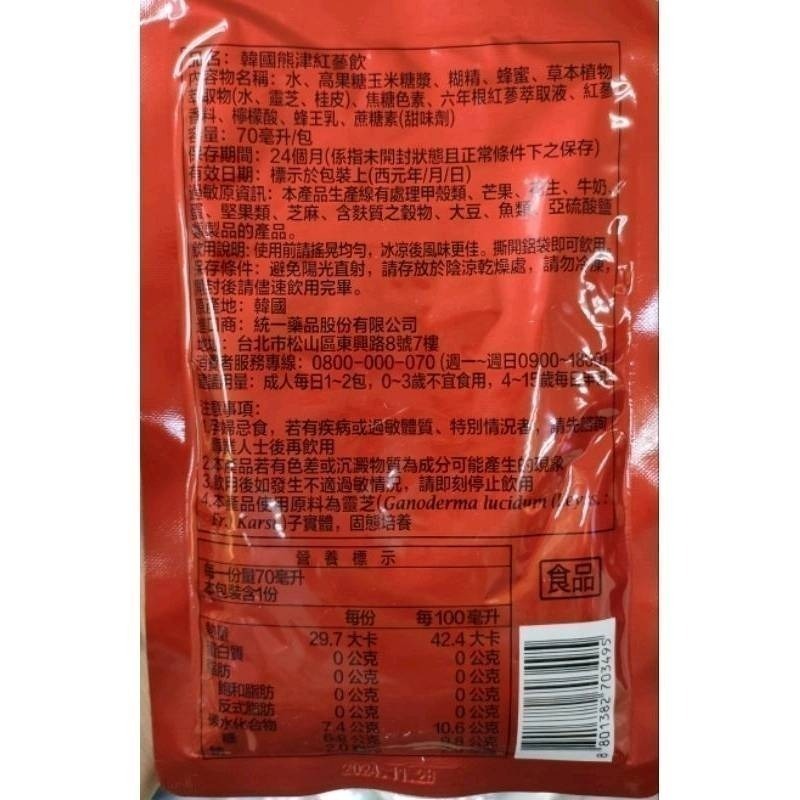 名：韓國熊津紅蔘飲
內容物名稱：水、高果糖玉米糖漿、糊精、蜂蜜、草本植物
萃取物(水、靈芝、桂皮)、焦糖色素、六年根紅蔘萃取液、紅蔘
香料、檸檬酸、蜂王乳、蔗糖素(甜味劑)
容量：70毫升/包
保存期間：24個月(係指未開封狀態且正常條件下之保存)
有效日期：標示於包裝上(西元年/月/日)
過敏原資訊：本產品生產線有處理甲殼類、芒果、花生、牛奶、
蛋、堅果類、芝麻、含麩質之穀物、大豆、魚類、亞硫酸鹽
製品的產品。
飲用說明：使用前請搖晃均勻，冰涼後風味更佳。撕開鋁袋即可飲用。
保存條件：避免陽光直射，請存放於陰涼乾燥處，請勿冷凍，
開封後請儘速飲用完畢。
原產地：韓國
進口商：統一藥品股份有限公司
地址：台北市松山區東興路8號7樓
消費者服務專線：0800-000-070 (週一~週日0900~1800)
建議用量：成人每日1~2包，0~3歲不宜食用，4~15歲每日
注意事項：
1.孕婦忌食，若有疾病或過敏體質、特別情況者，請先諮詢
專業人士後再飲用
2.本產品若有色差或沉澱物質為成分可能產生的現象
3.飲用後如發生不適過敏情況，請即刻停止飲用
4.本產品使用原料為靈芝(Ganoderma lucidum (Leyss.:
Fr.) Karst)子實體，固態培養
營養標示
每一份量70毫升
本包裝含1份
每份 每100毫升
熱量 29.7大卡 42.4大卡
蛋白質 0公克 0公克
脂肪 0公克 0公克
飽和脂肪 0公克 0公克
反式脂肪 0公克 0公克
碳水化合物 7.4公克 10.6公克
糖 6.8公克 9.8公克
2.0
食品
8 801382 703495
2024.11.28